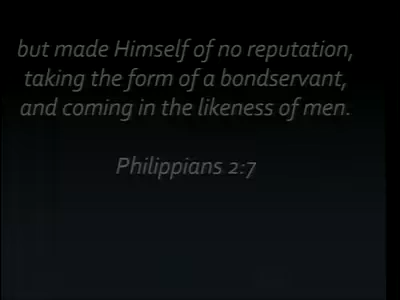 but made Himself of no reputation,
taking the form of a bondservant,
and coming in the likeness of men.
Philippians 2:7